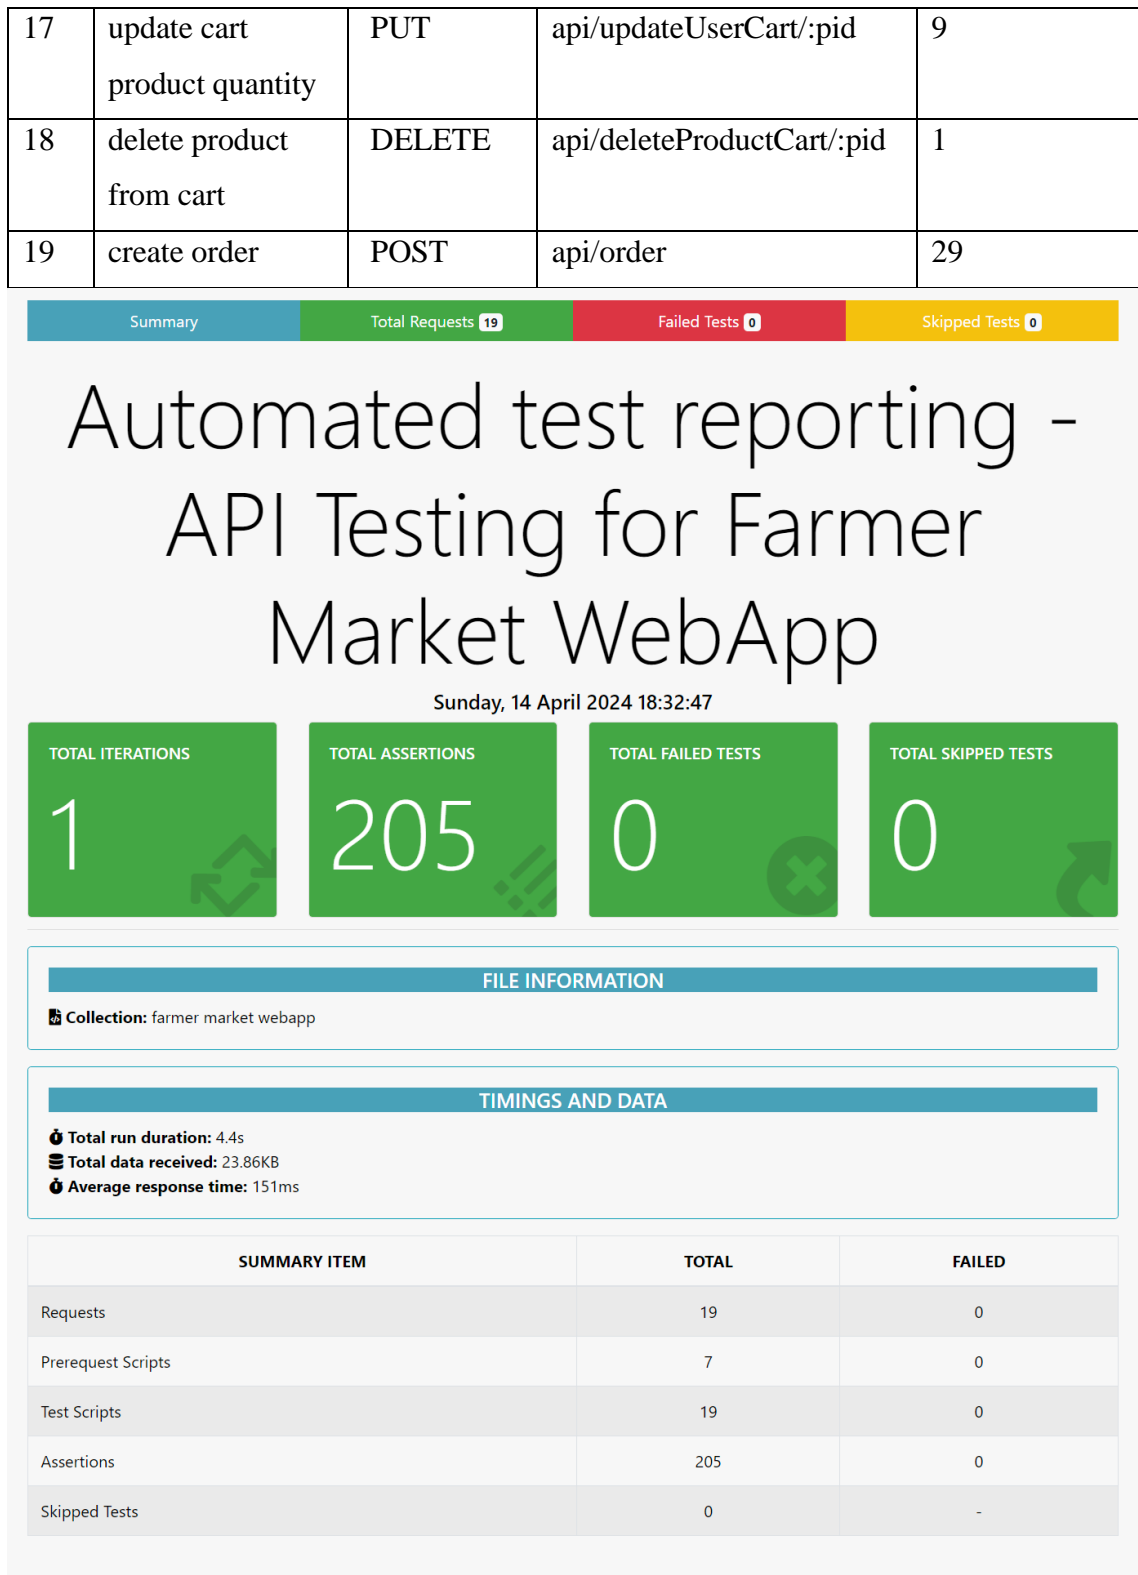 17 update cart PUT api/updateUserCart/:pid 9
product quantity
18 delete product DELETE api/deleteProductCart/:pid 1
from cart
19 create order POST api/order 29
Summary Total Requests 19 Failed Tests 0 Skipped Tests 0
Automated test reporting -
API Testing for Farmer
Market WebApp
Sunday, 14 April 2024 18:32:47
TOTAL ITERATIONS TOTAL ASSERTIONS TOTAL FAILED TESTS TOTAL SKIPPED TESTS
1 205 0 0
FILE INFORMATION
Collection: farmer market webapp
TIMINGS AND DATA
Total run duration: 4.4s
Total data received: 23.86KB
Average response time: 151ms
SUMMARY ITEM TOTAL FAILED
Requests 19 0
Prerequest Scripts 7 0
Test Scripts 19 0
Assertions 205 0
Skipped Tests 0 -